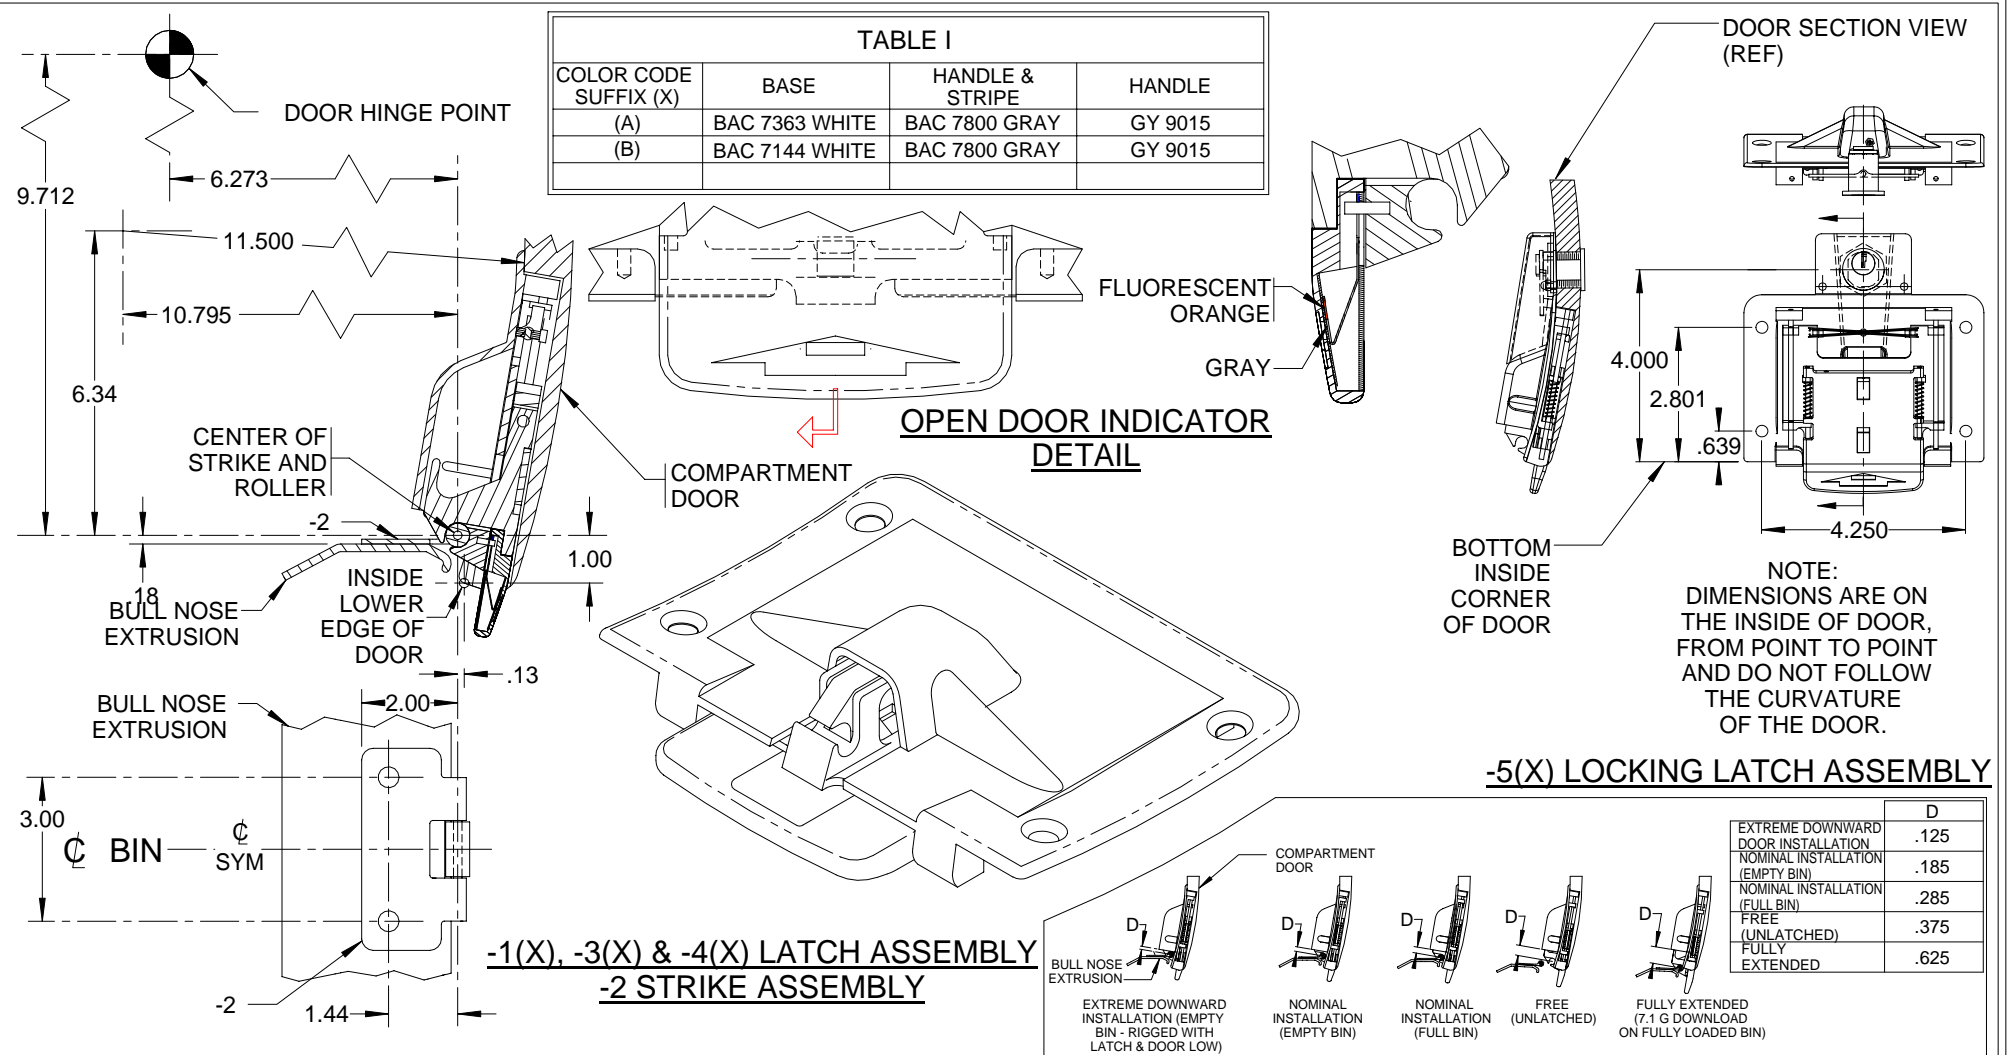 TABLE I
COLOR CODE SUFFIX (X)
BASE
HANDLE & STRIPE
HANDLE
(A)
BAC 7363 WHITE
BAC 7800 GRAY
GY 9015
(B)
BAC 7144 WHITE
BAC 7800 GRAY
GY 9015
DOOR HINGE POINT
9.712
6.273
11.500
10.795
6.34
CENTER OF
STRIKE AND
ROLLER
-2
.18
BULL NOSE
EXTRUSION
INSIDE
LOWER
EDGE OF
DOOR
1.00
.13
COMPARTMENT
DOOR
OPEN DOOR INDICATOR
DETAIL
FLUORESCENT
ORANGE
GRAY
DOOR SECTION VIEW
(REF)
4.000
2.801
.639
4.250
BOTTOM
INSIDE
CORNER
OF DOOR
NOTE:
DIMENSIONS ARE ON
THE INSIDE OF DOOR,
FROM POINT TO POINT
AND DO NOT FOLLOW
THE CURVATURE
OF THE DOOR.
-5(X) LOCKING LATCH ASSEMBLY
BULL NOSE
EXTRUSION
2.00
3.00
℄ BIN
℄
SYM
-2
1.44
-1(X), -3(X) & -4(X) LATCH ASSEMBLY
-2 STRIKE ASSEMBLY
COMPARTMENT
DOOR
D
D
D
D
D
BULL NOSE
EXTRUSION
EXTREME DOWNWARD
INSTALLATION (EMPTY
BIN - RIGGED WITH
LATCH & DOOR LOW)
NOMINAL
INSTALLATION
(EMPTY BIN)
NOMINAL
INSTALLATION
(FULL BIN)
FREE
(UNLATCHED)
FULLY EXTENDED
(7.1 G DOWNLOAD
ON FULLY LOADED BIN)
D
EXTREME DOWNWARD
DOOR INSTALLATION
.125
NOMINAL INSTALLATION
(EMPTY BIN)
.185
NOMINAL INSTALLATION
(FULL BIN)
.285
FREE
(UNLATCHED)
.375
FULLY
EXTENDED
.625